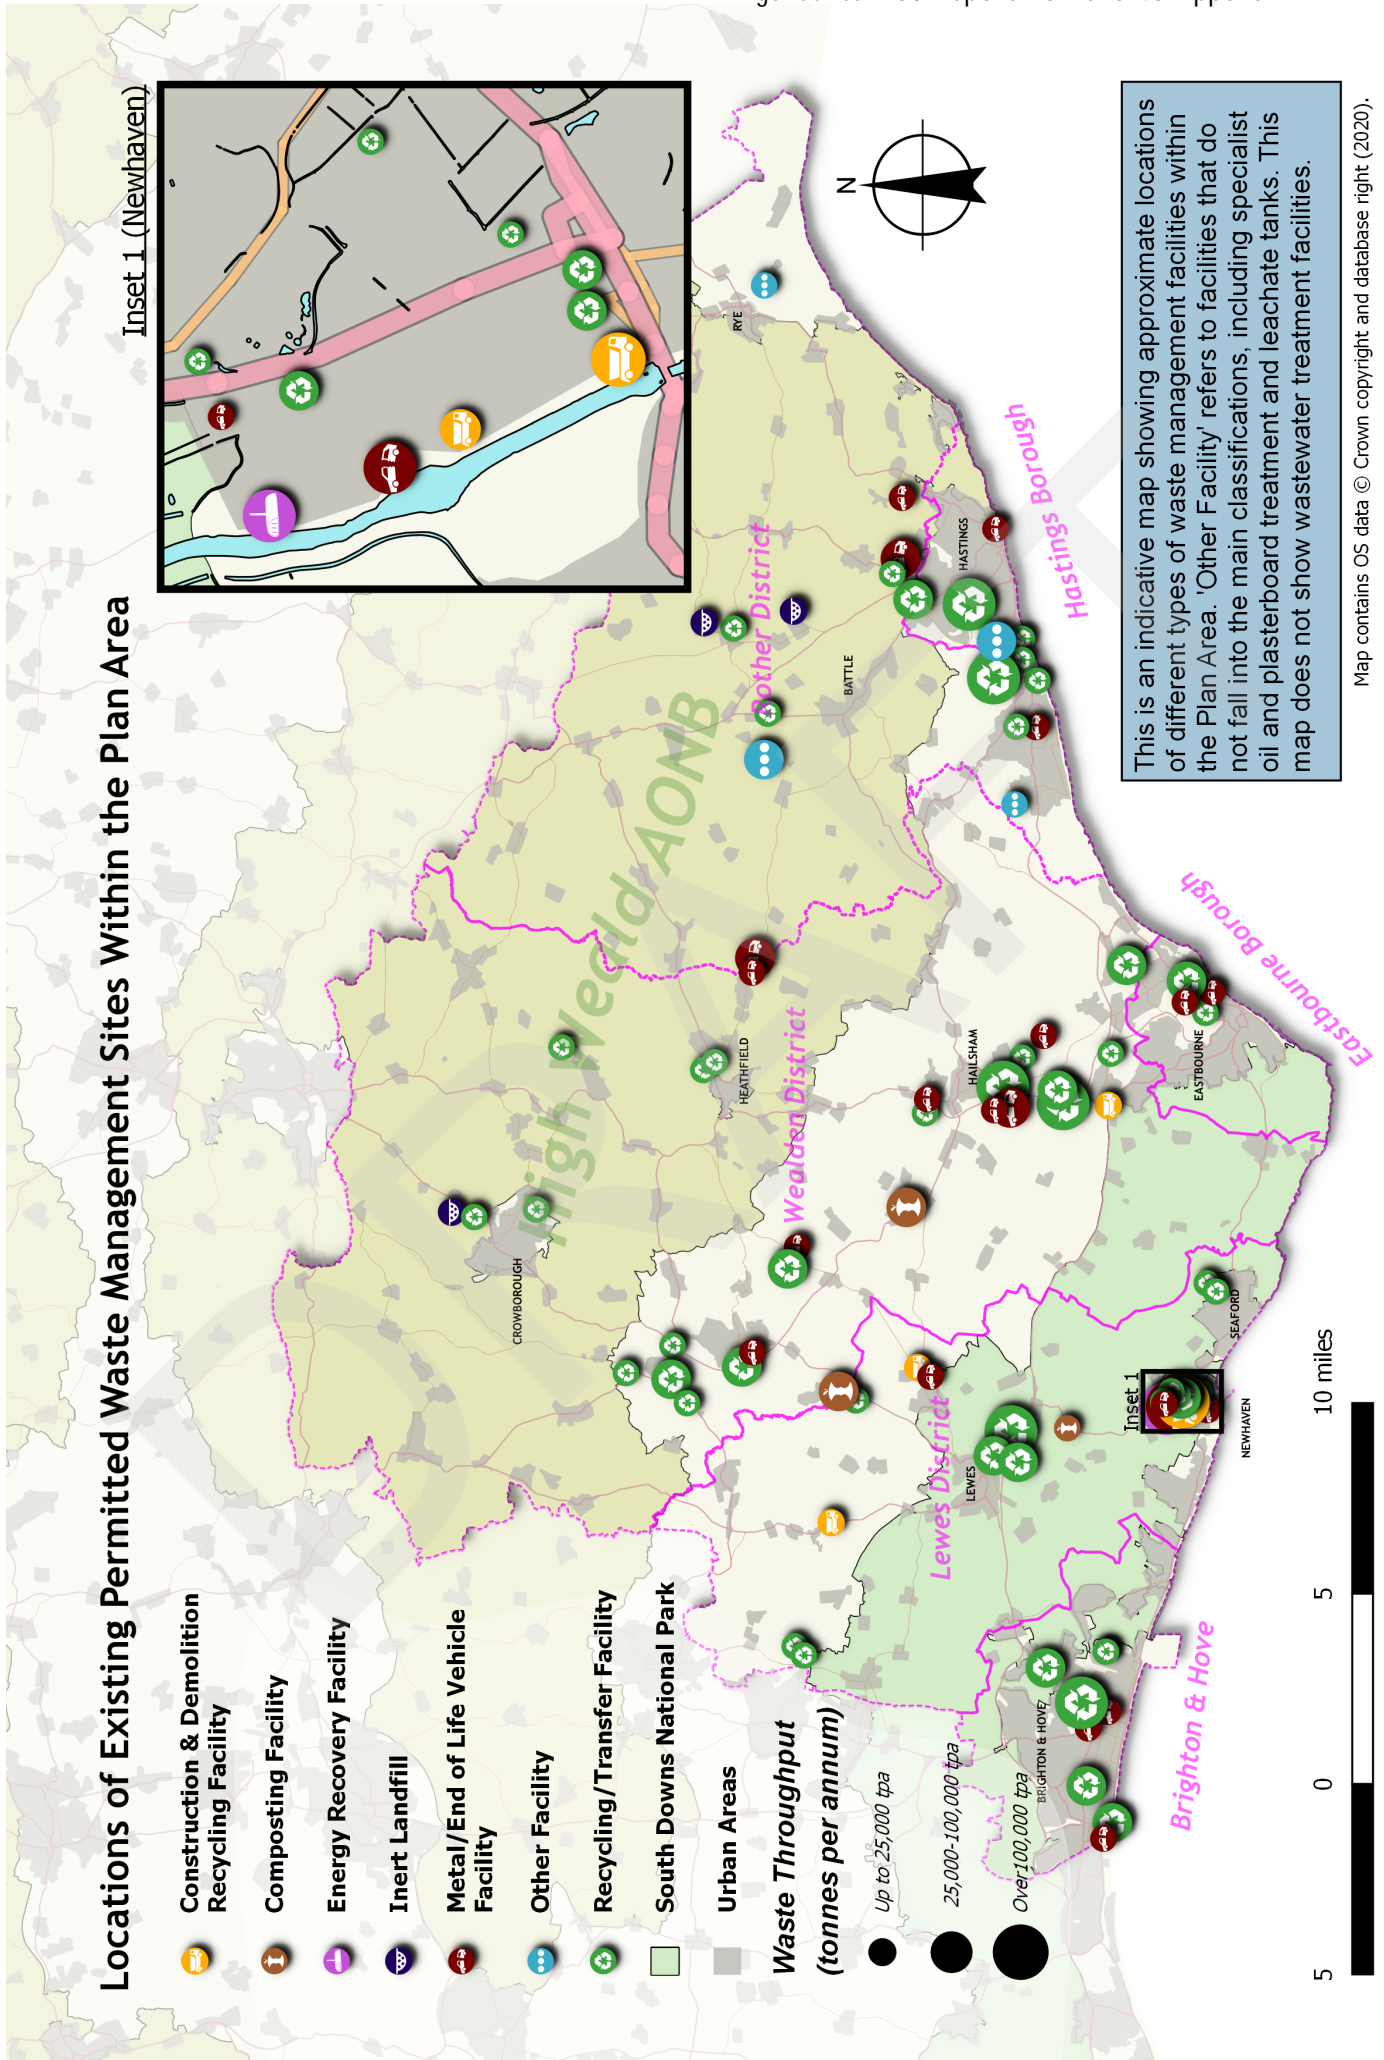 Locations of Existing Permitted Waste Management Sites Within the Plan Area
Inset 1 (Newhaven)
Construction & Demolition
Recycling Facility
Composting Facility
Energy Recovery Facility
Inert Landfill
Metal/End of Life Vehicle
Facility
Other Facility
Recycling/Transfer Facility
South Downs National Park
Urban Areas
Waste Throughput
(tonnes per annum)
Up to 25,000 tpa
25,000-100,000 tpa
Over100,000 tpa
High Weald AONB
CROWBOROUGH
HEATHFIELD
Rother District
RYE
BATTLE
Wealden District
HAILSHAM
HASTINGS
Hastings Borough
Lewes District
LEWES
BRIGHTON & HOVE
Brighton & Hove
Inset 1
NEWHAVEN
SEAFORD
EASTBOURNE
Eastbourne Borough
N
5
0
5
10 miles
This is an indicative map showing approximate locations
of different types of waste management facilities within
the Plan Area. 'Other Facility' refers to facilities that do
not fall into the main classifications, including specialist
oil and plasterboard treatment and leachate tanks. This
map does not show wastewater treatment facilities.
Map contains OS data © Crown copyright and database right (2020).